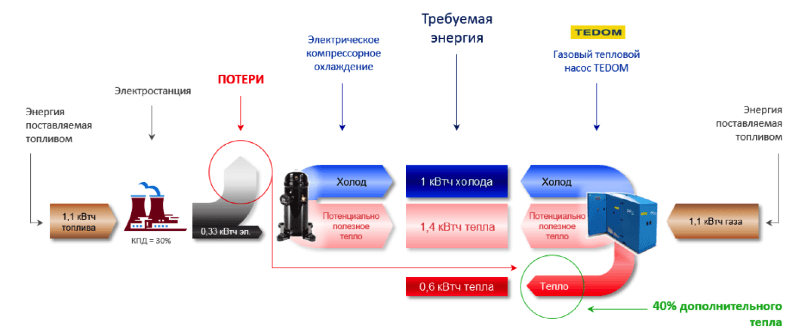 Требуемая
энергия
TEDOM
Электрическое
компрессорное
охлаждение
Газовый тепловой
насос TEDOM
ПОТЕРИ
Электростанция
Энергия
поставляемая
топливом
Энергия
поставляемая
топливом
Холод
1 кВтч холода
Холод
1,1 кВтч
топлива
КПД = 30%
0,33 кВтч эл.
Потенциально
полезное
тепло
1,4 кВтч тепла
Потенциально
полезное
тепло
1,1 кВтч газа
0,6 кВтч тепла
Тепло
40% дополнительного
тепла